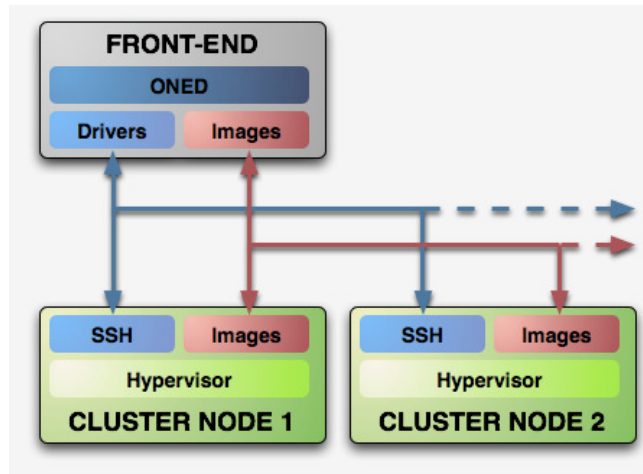 FRONT-END
ONED
Drivers Images
SSH Images
Hypervisor
CLUSTER NODE 1
SSH Images
Hypervisor
CLUSTER NODE 2